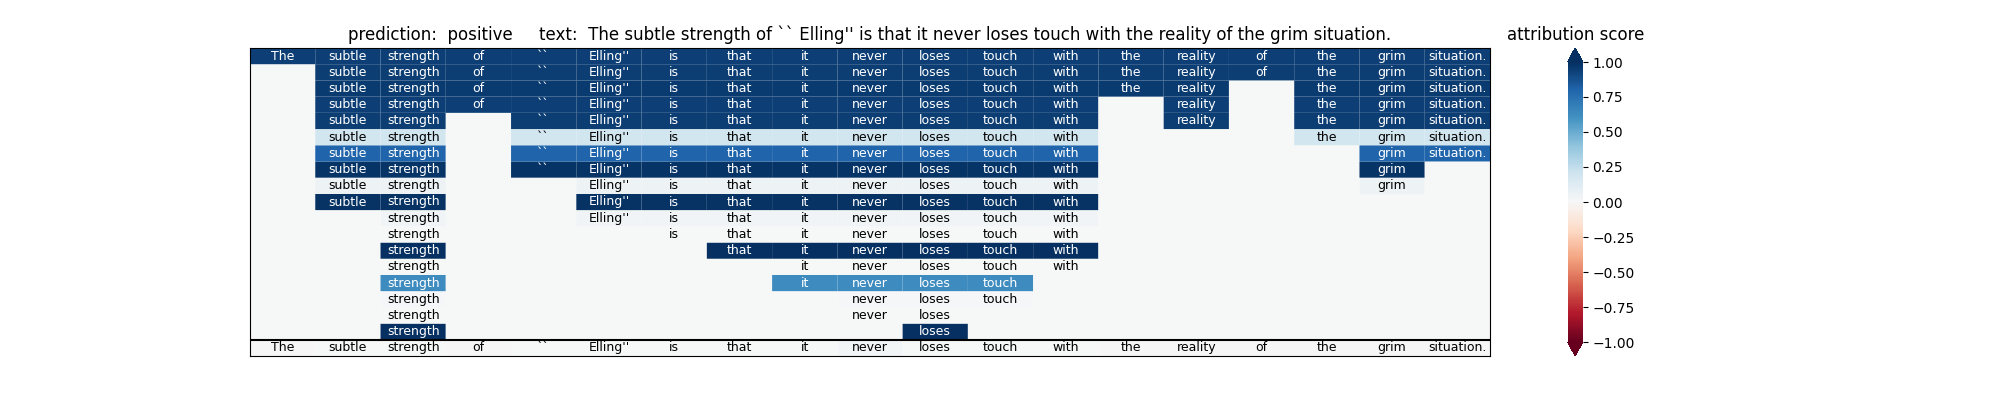 prediction: positive text: The subtle strength of `` Elling'' is that it never loses touch with the reality of the grim situation. attribution score
The subtle strength of `` Elling'' is that it never loses touch with the reality of the grim situation.
subtle strength of `` Elling'' is that it never loses touch with the reality of the grim situation.
subtle strength of `` Elling'' is that it never loses touch with the reality the grim situation.
subtle strength of `` Elling'' is that it never loses touch with reality the grim situation.
subtle strength `` Elling'' is that it never loses touch with reality the grim situation.
subtle strength `` Elling'' is that it never loses touch with the grim situation.
subtle strength `` Elling'' is that it never loses touch with grim situation.
subtle strength `` Elling'' is that it never loses touch with grim
subtle strength Elling'' is that it never loses touch with grim
subtle strength Elling'' is that it never loses touch with
strength Elling'' is that it never loses touch with
strength is that it never loses touch with
strength that it never loses touch with
strength it never loses touch with
strength it never loses touch
strength never loses touch
strength never loses
strength loses
The subtle strength of `` Elling'' is that it never loses touch with the reality of the grim situation.
1.00
0.75
0.50
0.25
0.00
−0.25
−0.50
−0.75
−1.00